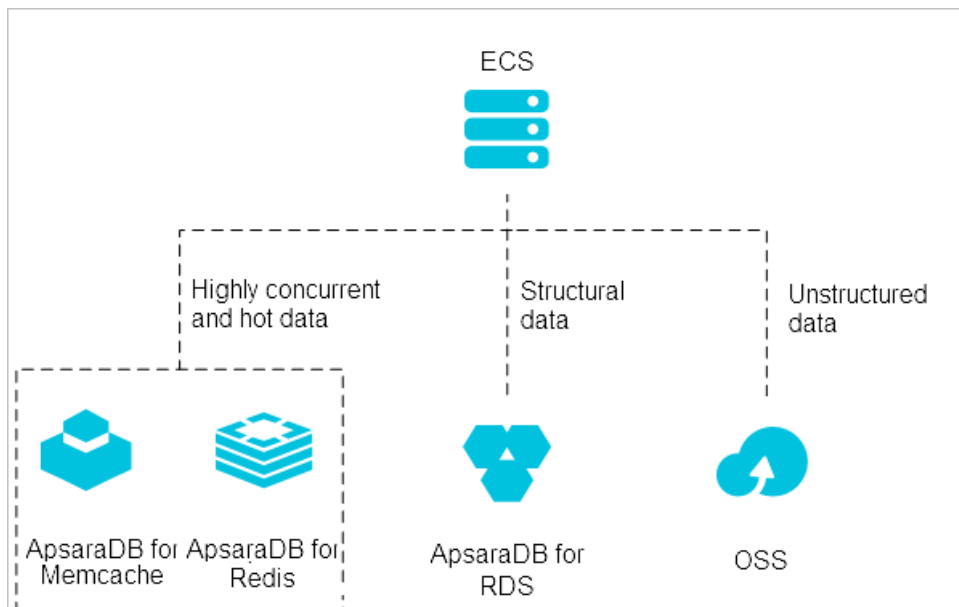 ECS
Highly concurrent
and hot data
Structural
data
Unstructured
data
ApsaraDB for
Memcache
ApsaraDB for
Redis
ApsaraDB for
RDS
OSS